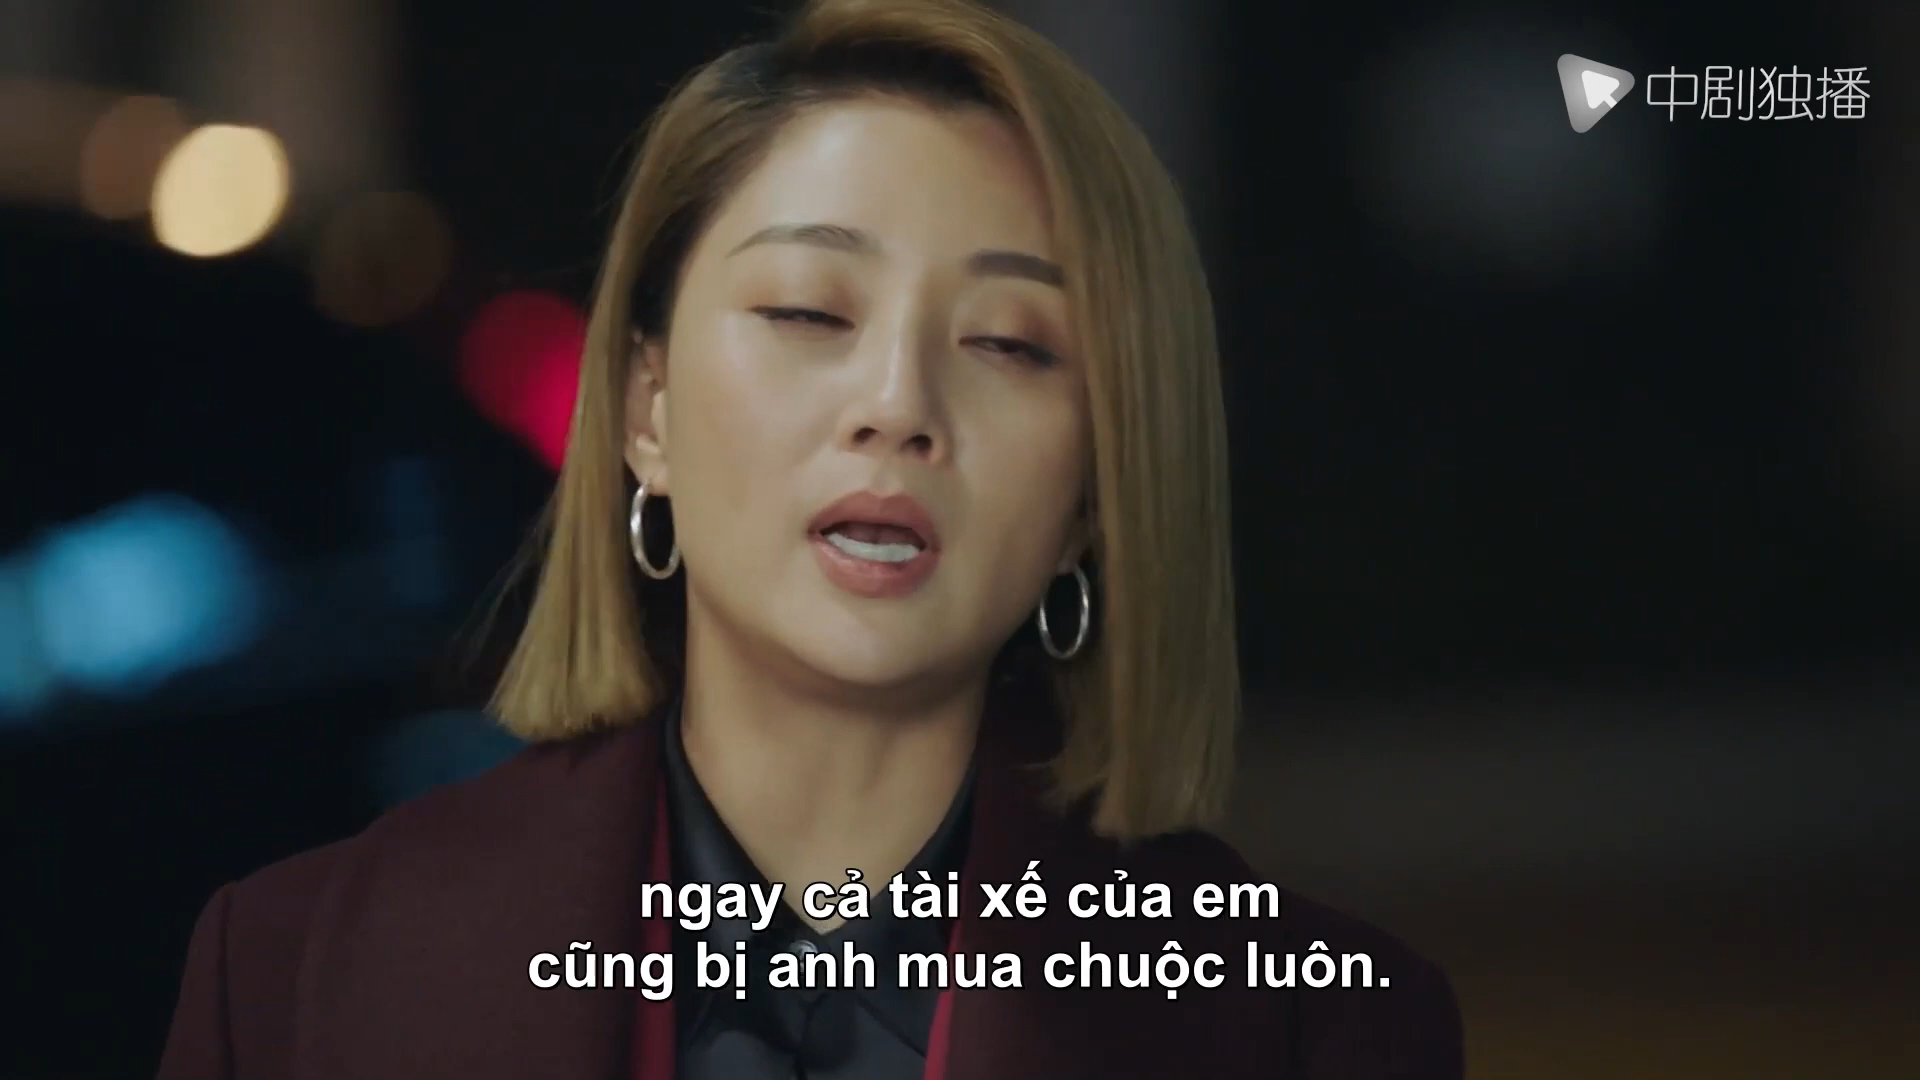 中剧独播
ngay cả tài xế của em
cũng bị anh mua chuộc luôn.